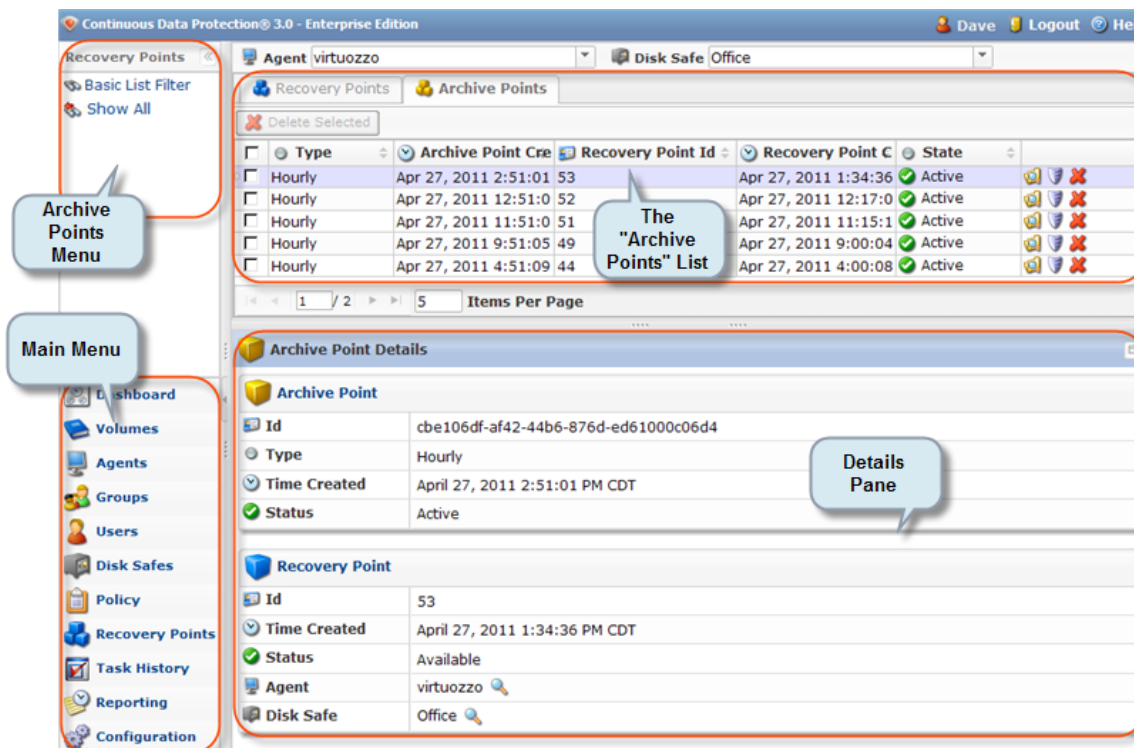 Continuous Data Protection® 3.0 - Enterprise Edition
Dave Logout He
Recovery Points
Basic List Filter
Show All
Archive
Points
Menu
Agent virtuozzo Disk Safe Office
Recovery Points Archive Points
Delete Selected
Type Archive Point Cre Recovery Point Id Recovery Point C State
Hourly Apr 27, 2011 2:51:01 53 Apr 27, 2011 1:34:36 Active
Hourly Apr 27, 2011 12:51:0 52 Apr 27, 2011 12:17:0 Active
Hourly Apr 27, 2011 11:51:0 51 Apr 27, 2011 11:15:1 Active
Hourly Apr 27, 2011 9:51:05 49 Apr 27, 2011 9:00:04 Active
Hourly Apr 27, 2011 4:51:09 44 Apr 27, 2011 4:00:08 Active
The
"Archive
Points" List
1 / 2 5 Items Per Page
Main Menu
Dashboard
Volumes
Agents
Groups
Users
Disk Safes
Policy
Recovery Points
Task History
Reporting
Configuration
Archive Point Details
Archive Point
Id cbe106df-af42-44b6-876d-ed61000c06d4
Type Hourly
Time Created April 27, 2011 2:51:01 PM CDT
Status Active
Details
Pane
Recovery Point
Id 53
Time Created April 27, 2011 1:34:36 PM CDT
Status Available
Agent virtuozzo
Disk Safe Office